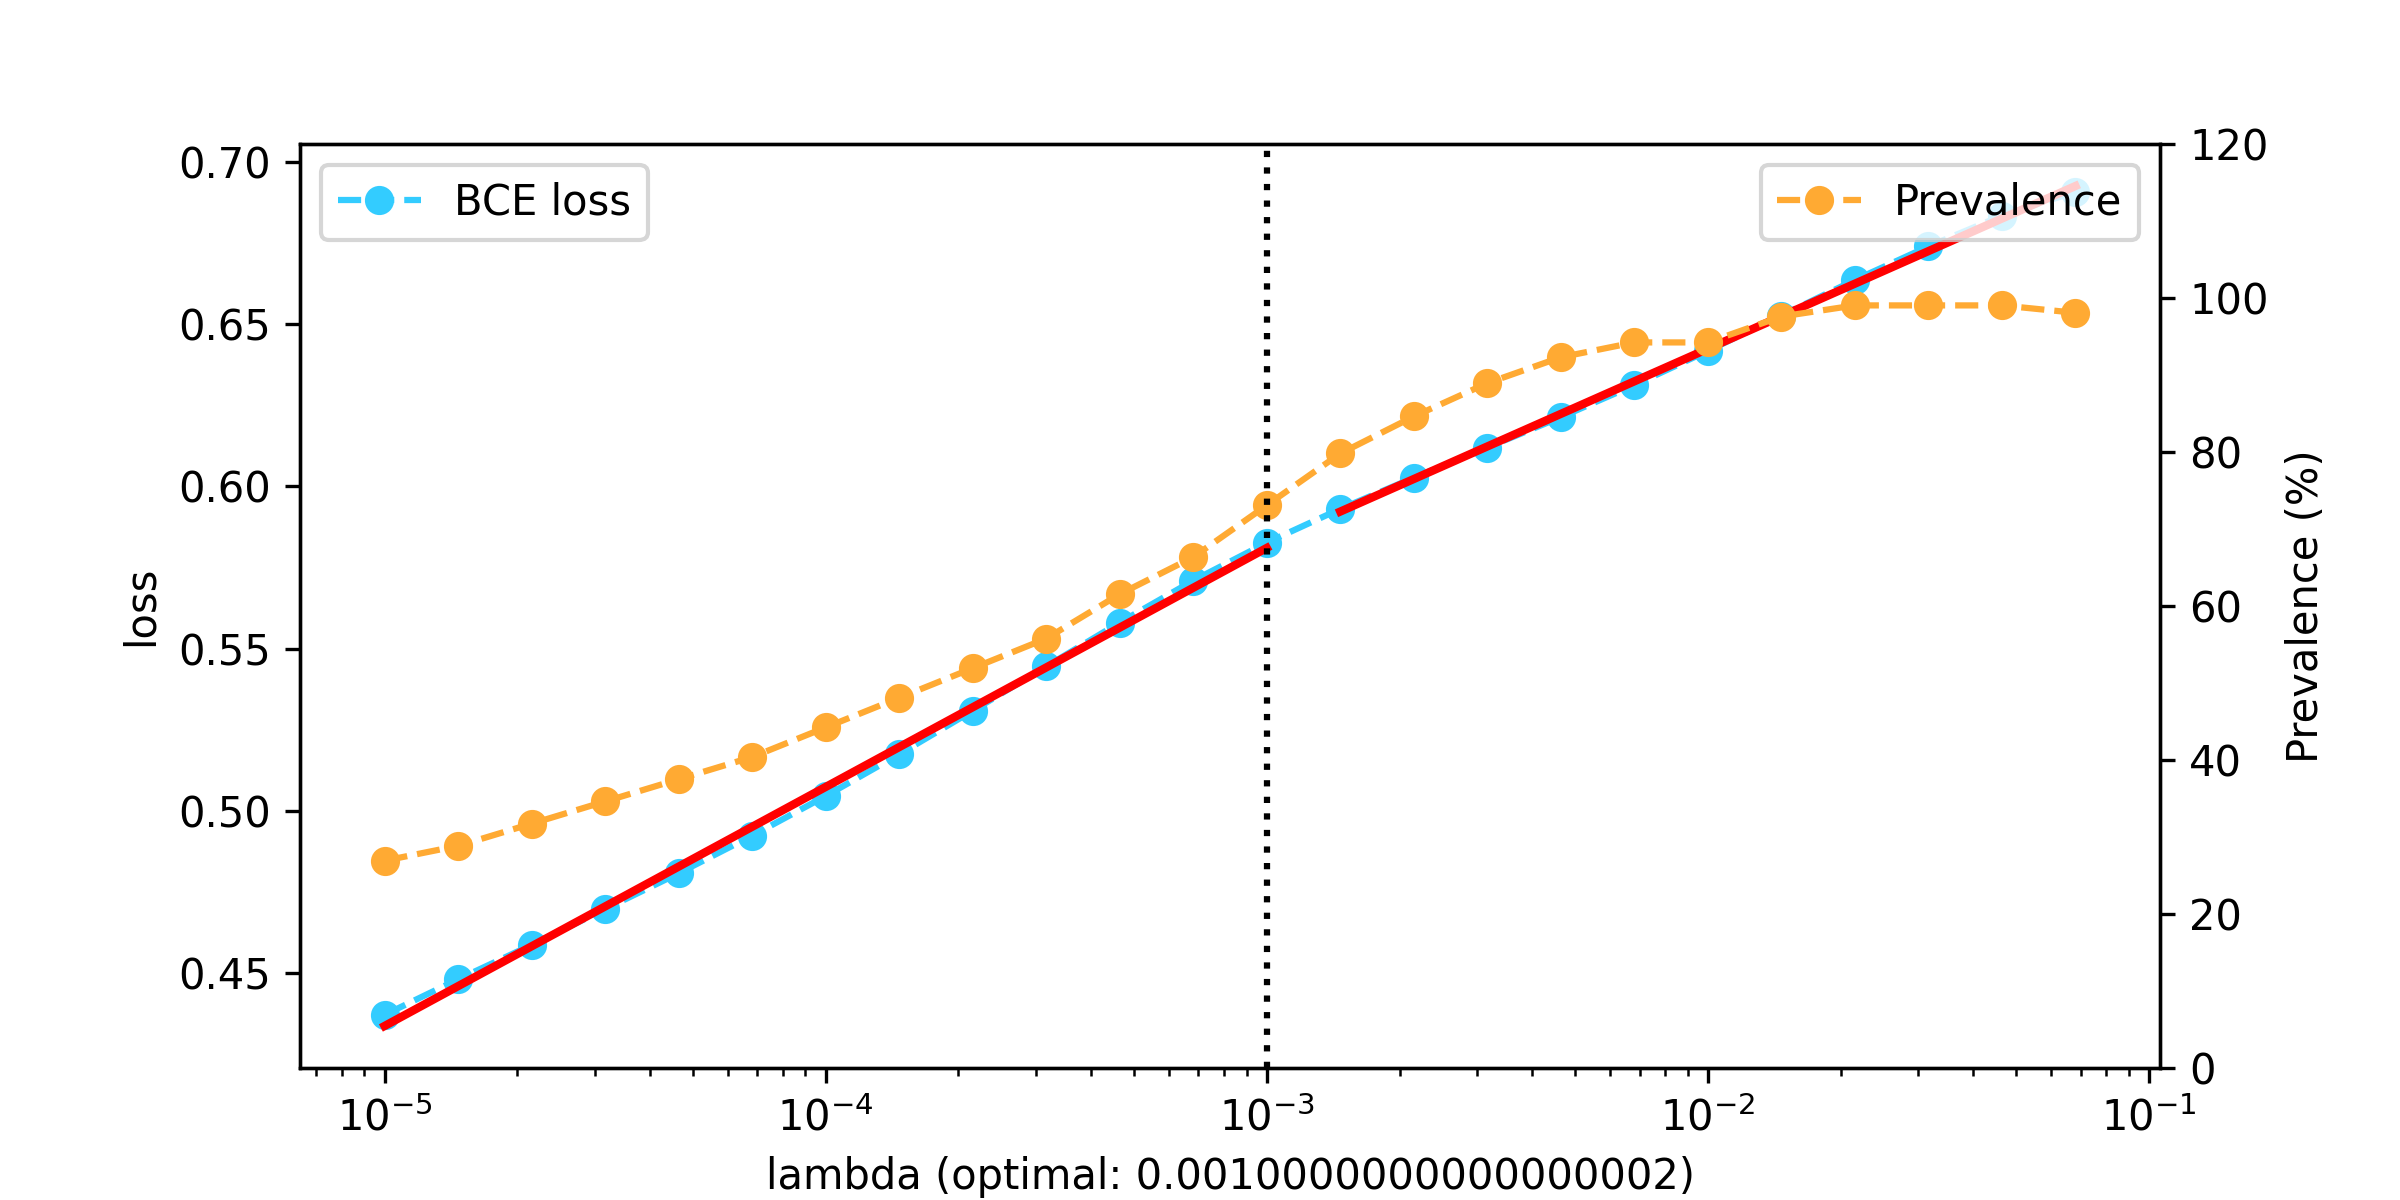 BCE loss
Prevalence
0.70
0.65
0.60
0.55
0.50
0.45
loss
120
100
80
60
40
20
0
Prevalence (%)
10⁻⁵ 10⁻⁴ 10⁻³ 10⁻² 10⁻¹
lambda (optimal: 0.0010000000000000002)